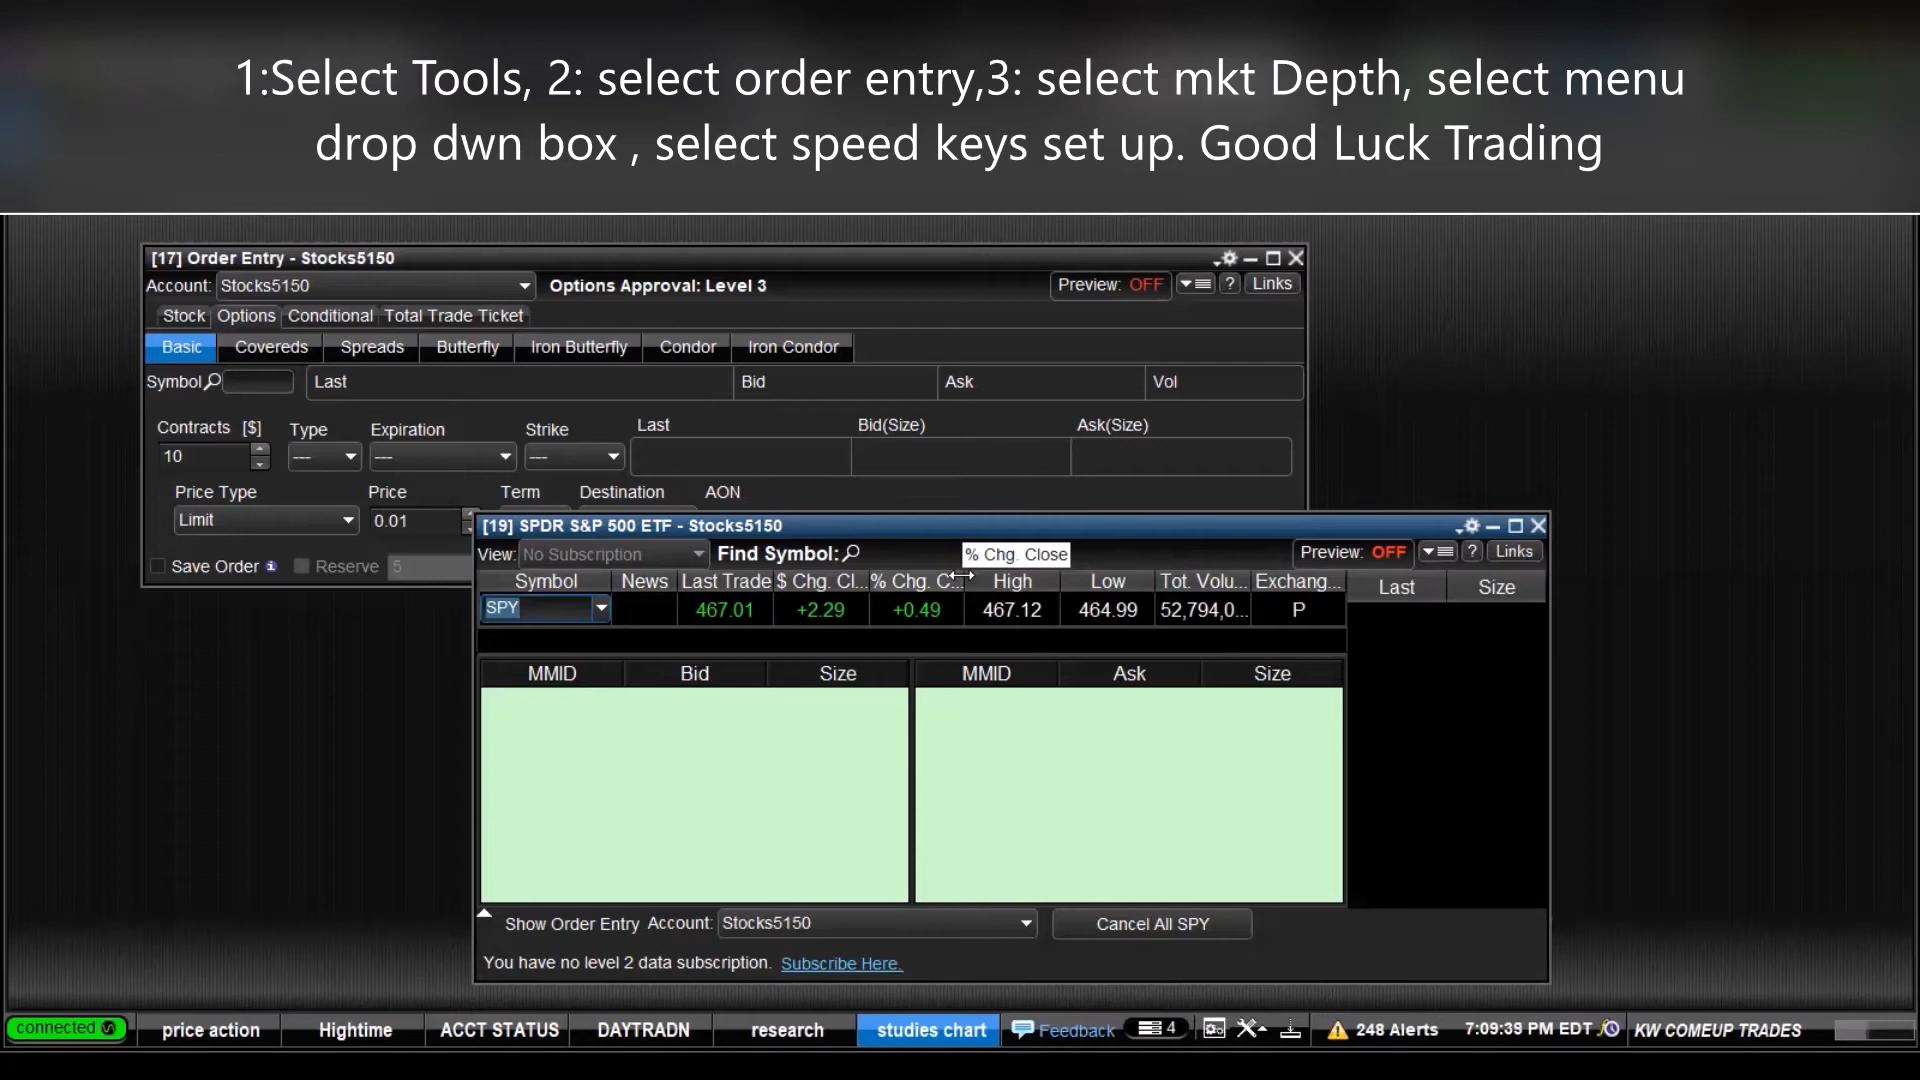 1:Select Tools, 2: select order entry,3: select mkt Depth, select menu
drop dwn box , select speed keys set up. Good Luck Trading
[17] Order Entry - Stocks5150
Account: Stocks5150 Options Approval: Level 3 Preview: OFF ? Links
Stock Options Conditional Total Trade Ticket
Basic Covereds Spreads Butterfly Iron Butterfly Condor Iron Condor
Symbol Last Bid Ask Vol
Contracts [$] Type Expiration Strike Last Bid(Size) Ask(Size)
10 --- --- ---
Price Type Price Term Destination AON
Limit 0.01
Save Order Reserve 5
[19] SPDR S&P 500 ETF - Stocks5150
View: No Subscription Find Symbol: % Chg. Close Preview: OFF ? Links
Symbol News Last Trade $ Chg. Cl... % Chg. C... High Low Tot. Volu... Exchang... Last Size
SPY 467.01 +2.29 +0.49 467.12 464.99 52,794,0... P
MMID Bid Size MMID Ask Size
Show Order Entry Account: Stocks5150 Cancel All SPY
You have no level 2 data subscription. Subscribe Here.
connected price action Hightime ACCT STATUS DAYTRADN research studies chart Feedback 4 248 Alerts 7:09:39 PM EDT KW COMEUP TRADES